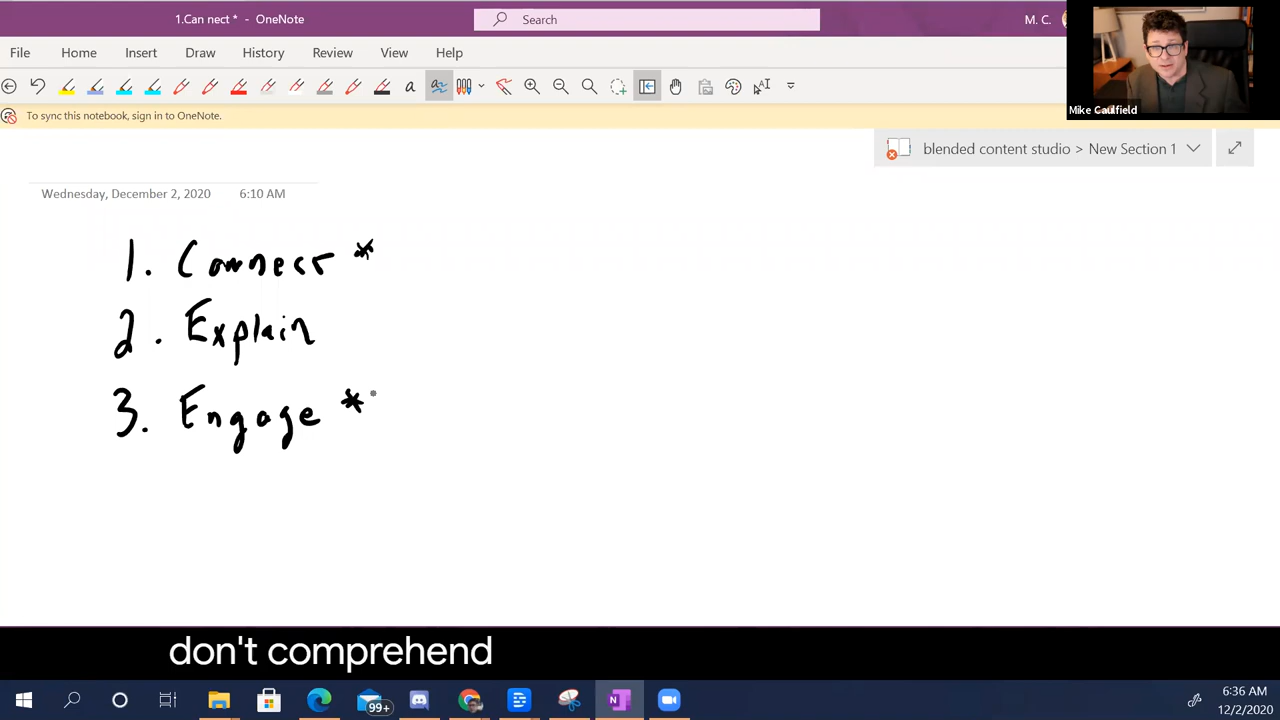 1.Can nect * - OneNote
Search
M. C.
File Home Insert Draw History Review View Help
Mike Caulfield
To sync this notebook, sign in to OneNote.
blended content studio > New Section 1
Wednesday, December 2, 2020 6:10 AM
1. Connect *
2. Explain
3. Engage *
don't comprehend
99+
6:36 AM
12/2/2020